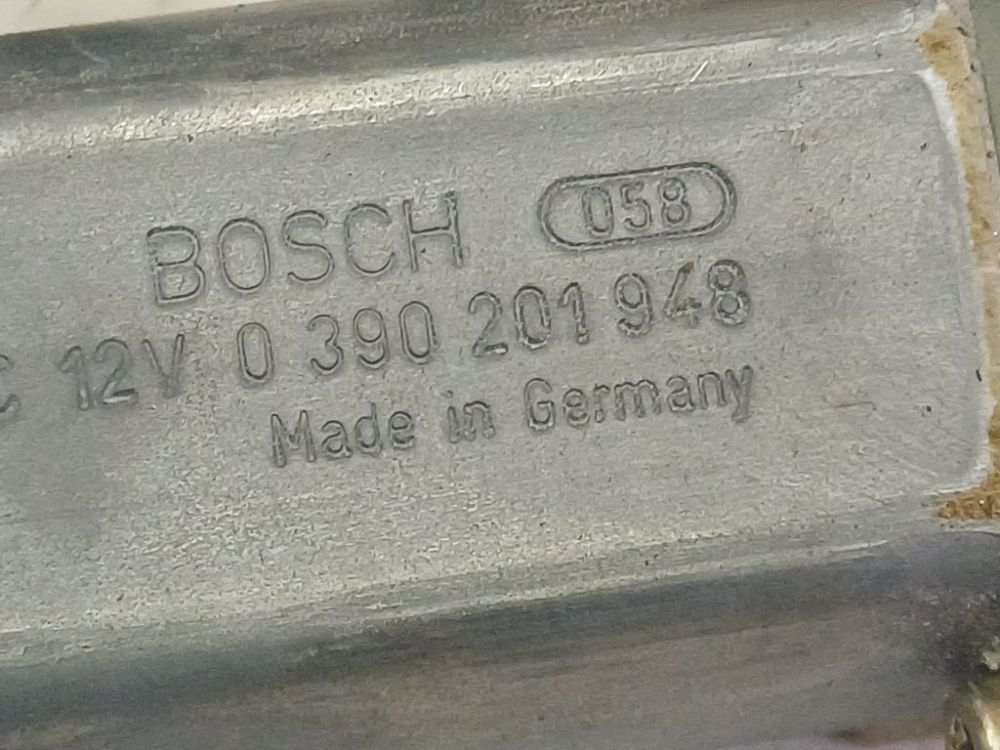 BOSCH 058
C 12V 0 390 201 948
Made in Germany